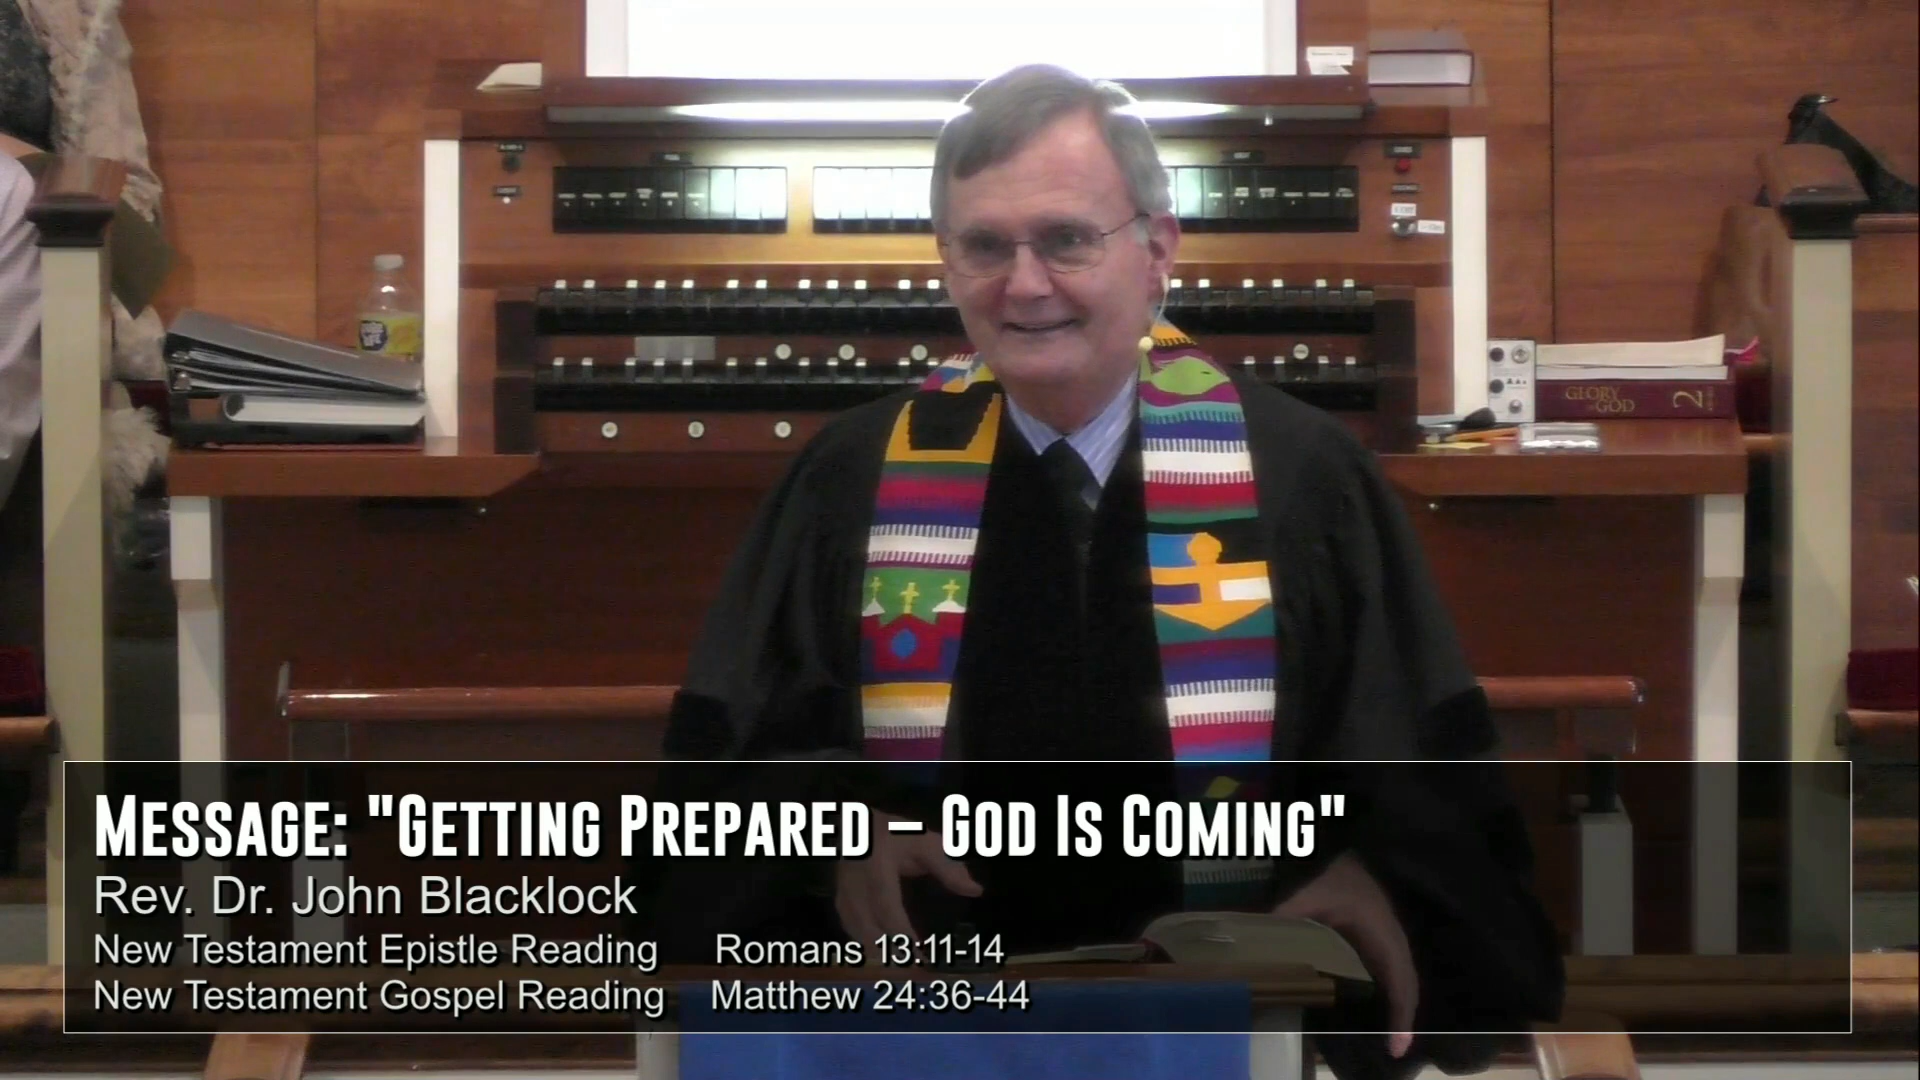 GLORY
to GOD
2
MESSAGE: "GETTING PREPARED – GOD IS COMING"
Rev. Dr. John Blacklock
New Testament Epistle Reading Romans 13:11-14
New Testament Gospel Reading Matthew 24:36-44